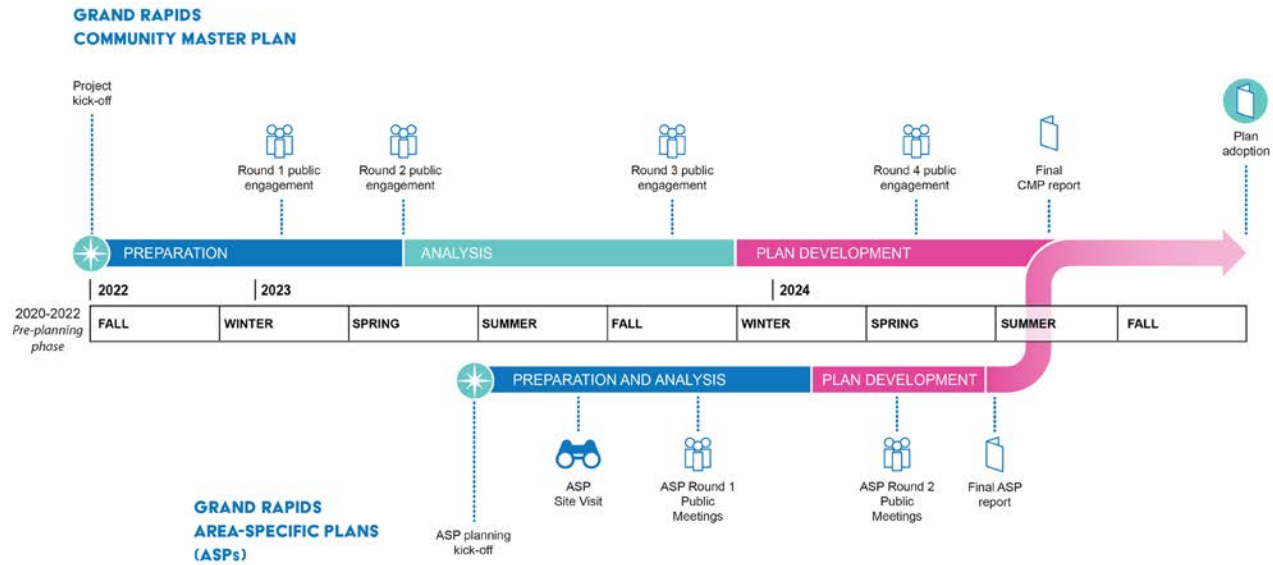 GRAND RAPIDS
COMMUNITY MASTER PLAN
Project
kick-off
Round 1 public
engagement
Round 2 public
engagement
Round 3 public
engagement
Round 4 public
engagement
Final
CMP report
Plan
adoption
PREPARATION
ANALYSIS
PLAN DEVELOPMENT
2022
2023
2024
2020-2022
Pre-planning
phase
FALL
WINTER
SPRING
SUMMER
FALL
WINTER
SPRING
SUMMER
FALL
PREPARATION AND ANALYSIS
PLAN DEVELOPMENT
ASP
Site Visit
ASP Round 1
Public
Meetings
ASP Round 2
Public
Meetings
Final ASP
report
ASP planning
kick-off
GRAND RAPIDS
AREA-SPECIFIC PLANS
(ASPs)